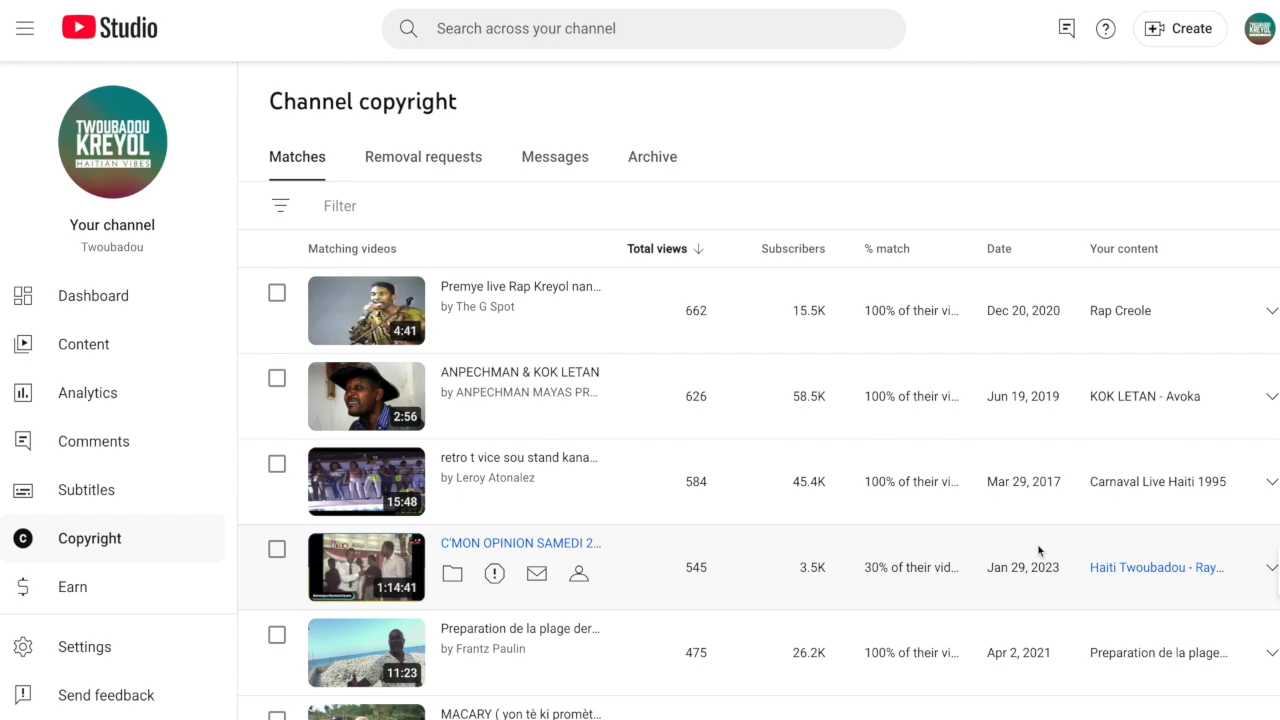 Studio
Search across your channel
Create
Channel copyright
TWOUBADOU
KREYOL
HAITIAN VIBES
Your channel
Twoubadou
Dashboard
Content
Analytics
Comments
Subtitles
Copyright
Earn
Settings
Send feedback
Matches
Removal requests
Messages
Archive
Filter
Matching videos
Total views
Subscribers
% match
Date
Your content
4:41
Premye live Rap Kreyol nan...
by The G Spot
662
15.5K
100% of their vi...
Dec 20, 2020
Rap Creole
2:56
ANPECHMAN & KOK LETAN
by ANPECHMAN MAYAS PR...
626
58.5K
100% of their vi...
Jun 19, 2019
KOK LETAN - Avoka
15:48
retro t vice sou stand kana...
by Leroy Atonalez
584
45.4K
100% of their vi...
Mar 29, 2017
Carnaval Live Haiti 1995
1:14:41
C'MON OPINION SAMEDI 2...
545
3.5K
30% of their vid...
Jan 29, 2023
Haiti Twoubadou - Ray...
11:23
Preparation de la plage der...
by Frantz Paulin
475
26.2K
100% of their vi...
Apr 2, 2021
Preparation de la plage...
MACARY ( yon tè ki promèt...